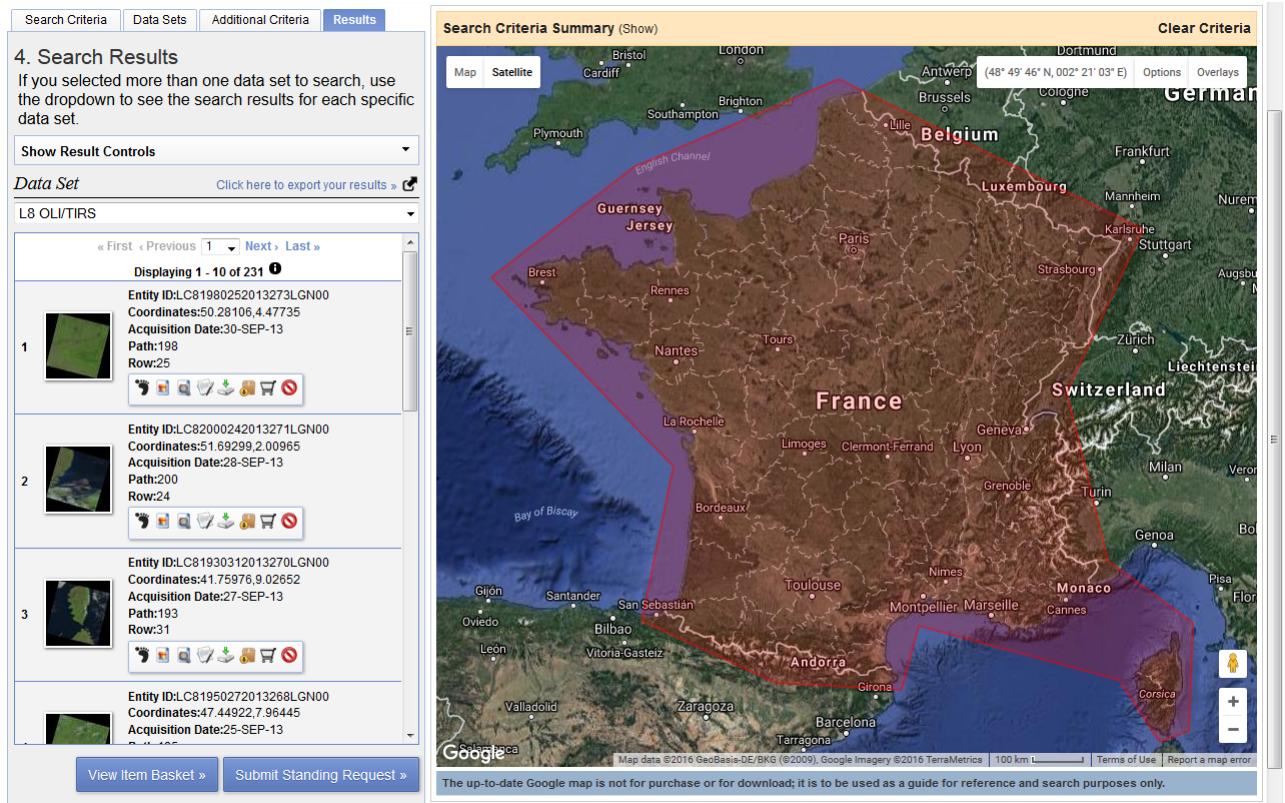 Search Criteria
Data Sets
Additional Criteria
Results
4. Search Results
If you selected more than one data set to search, use
the dropdown to see the search results for each specific
data set.
Show Result Controls
Data Set
Click here to export your results »
L8 OLI/TIRS
« First ‹ Previous 1 Next › Last »
Displaying 1 - 10 of 231
1
Entity ID:LC81980252013273LGN00
Coordinates:50.28106,4.47735
Acquisition Date:30-SEP-13
Path:198
Row:25
2
Entity ID:LC82000242013271LGN00
Coordinates:51.69299,2.00965
Acquisition Date:28-SEP-13
Path:200
Row:24
3
Entity ID:LC81930312013270LGN00
Coordinates:41.75976,9.02652
Acquisition Date:27-SEP-13
Path:193
Row:31
Entity ID:LC81950272013268LGN00
Coordinates:47.44922,7.96445
Acquisition Date:25-SEP-13
View Item Basket »
Submit Standing Request »
Search Criteria Summary (Show)
Clear Criteria
Map
Satellite
(48° 49' 46" N, 002° 21' 03" E)
Options
Overlays
Bristol
London
Dortmund
Cardiff
Antwerp
Cologne
German
Brussels
Brighton
Southampton
Plymouth
Lille
Belgium
Frankfurt
English Channel
Luxembourg
Mannheim
Nurem
Guernsey
Jersey
Karlsruhe
Paris
Stuttgart
Brest
Strasbourg
Augsbu
Rennes
Tours
Zürich
Nantes
Liechtenstei
Switzerland
France
La Rochelle
Geneva
Limoges
Clermont-Ferrand
Lyon
Milan
Veror
Grenoble
Turin
Bordeaux
Bay of Biscay
Genoa
Bol
Nimes
Pisa
Toulouse
Monaco
Gijón
Santander
San Sebastián
Montpellier
Marseille
Cannes
Flor
Oviedo
Bilbao
León
Vitoria-Gasteiz
Andorra
Girona
Corsica
Valladolid
Zaragoza
Barcelona
Tarragona
Salamanca
Google
Map data ©2016 GeoBasis-DE/BKG (©2009), Google Imagery ©2016 TerraMetrics
100 km
Terms of Use
Report a map error
The up-to-date Google map is not for purchase or for download; it is to be used as a guide for reference and search purposes only.